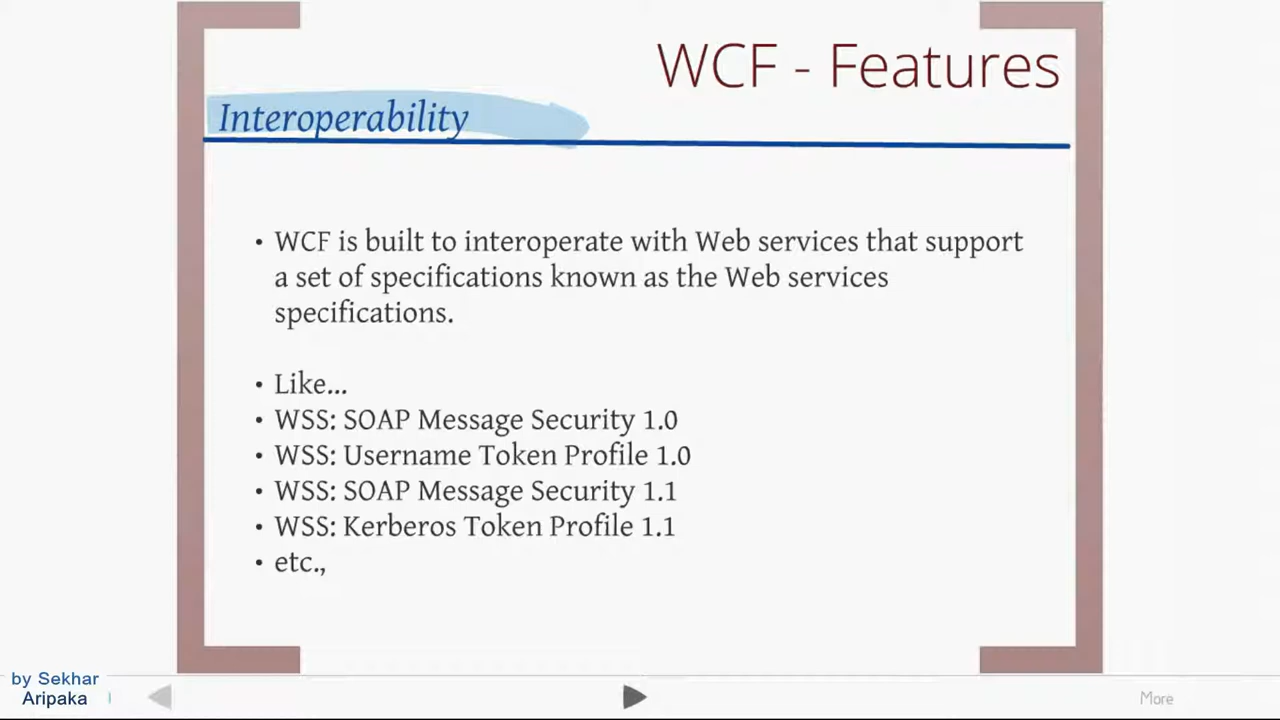 WCF - Features
Interoperability
• WCF is built to interoperate with Web services that support
a set of specifications known as the Web services
specifications.
• Like...
• WSS: SOAP Message Security 1.0
• WSS: Username Token Profile 1.0
• WSS: SOAP Message Security 1.1
• WSS: Kerberos Token Profile 1.1
• etc.,
by Sekhar
Aripaka
More